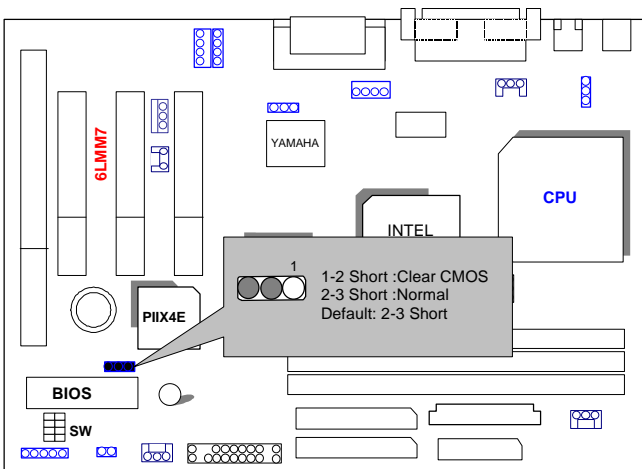 6LMM7
YAMAHA
CPU
INTEL
1
1-2 Short :Clear CMOS
2-3 Short :Normal
Default: 2-3 Short
PIIX4E
BIOS
SW